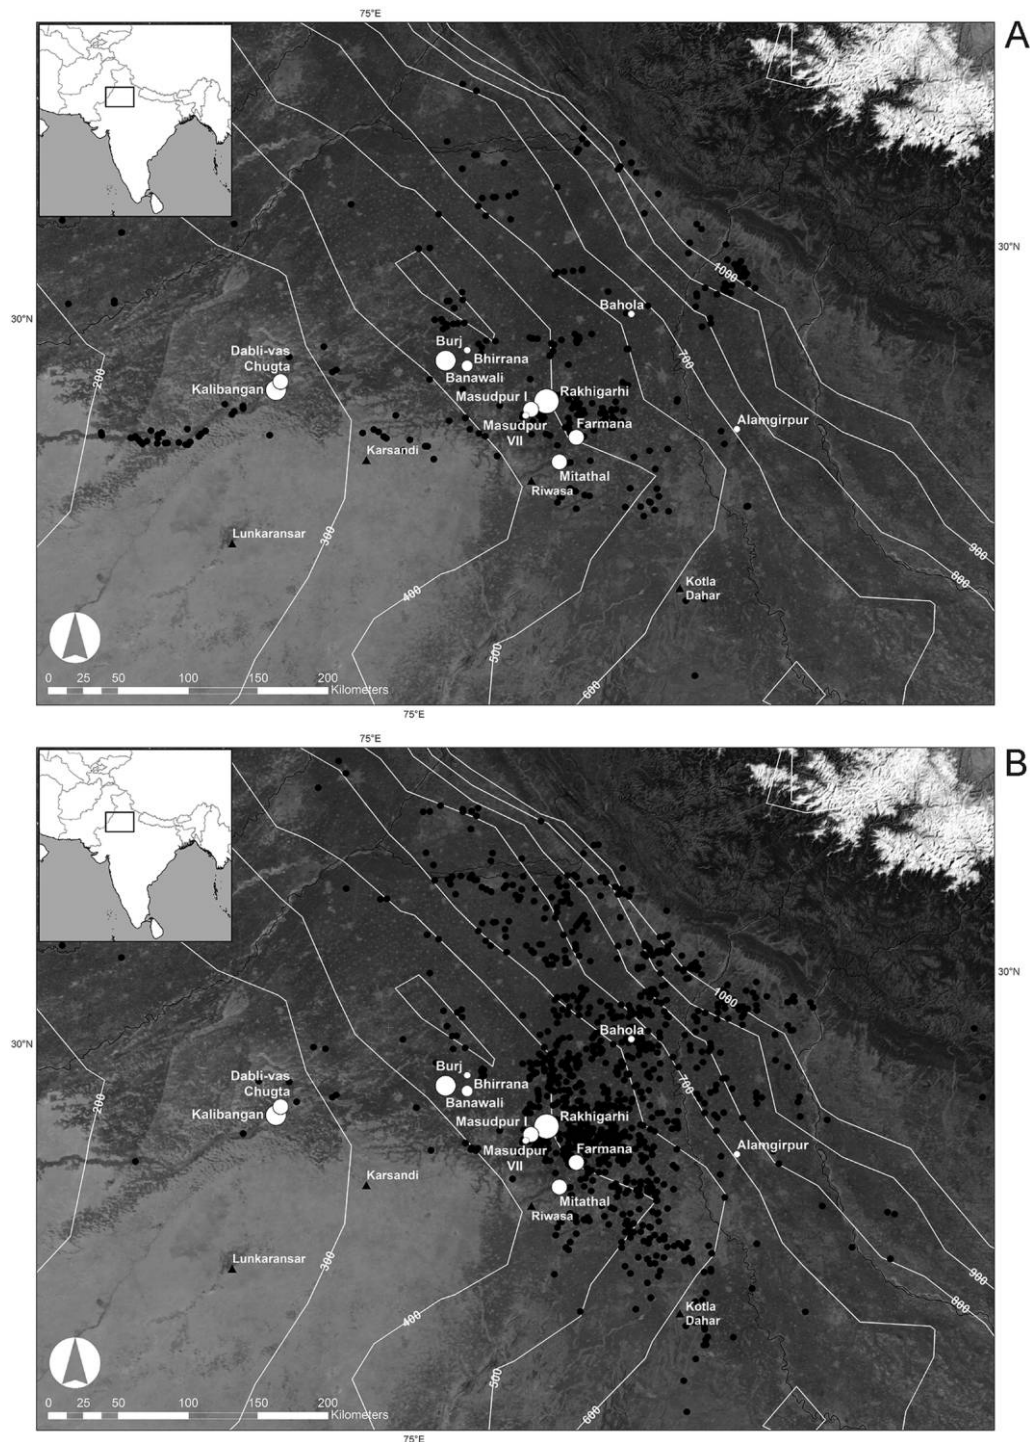 75°E
A
30°N
1000
30°N
Bahola
Burj
Dabli-vas
Chugta
Bhirrana
700
200
Banawali
Kalibangan
Masudpur I
Rakhigarhi
Masudpur
VII
Farmana
Alamgirpur
Karsandi
Mitathal
Riwasa
Lunkaransar
300
900
Kotla
Dahar
800
400
500
600
0 25 50 100 150 200
Kilometers
75°E
75°E
B
30°N
1000
30°N
Bahola
Burj
Dabli-vas
Chugta
Bhirrana
700
200
Banawali
Kalibangan
Masudpur I
Rakhigarhi
Masudpur
VII
Farmana
Alamgirpur
Karsandi
Mitathal
Riwasa
Lunkaransar
300
900
Kotla
Dahar
800
400
500
600
0 25 50 100 150 200
Kilometers
75°E